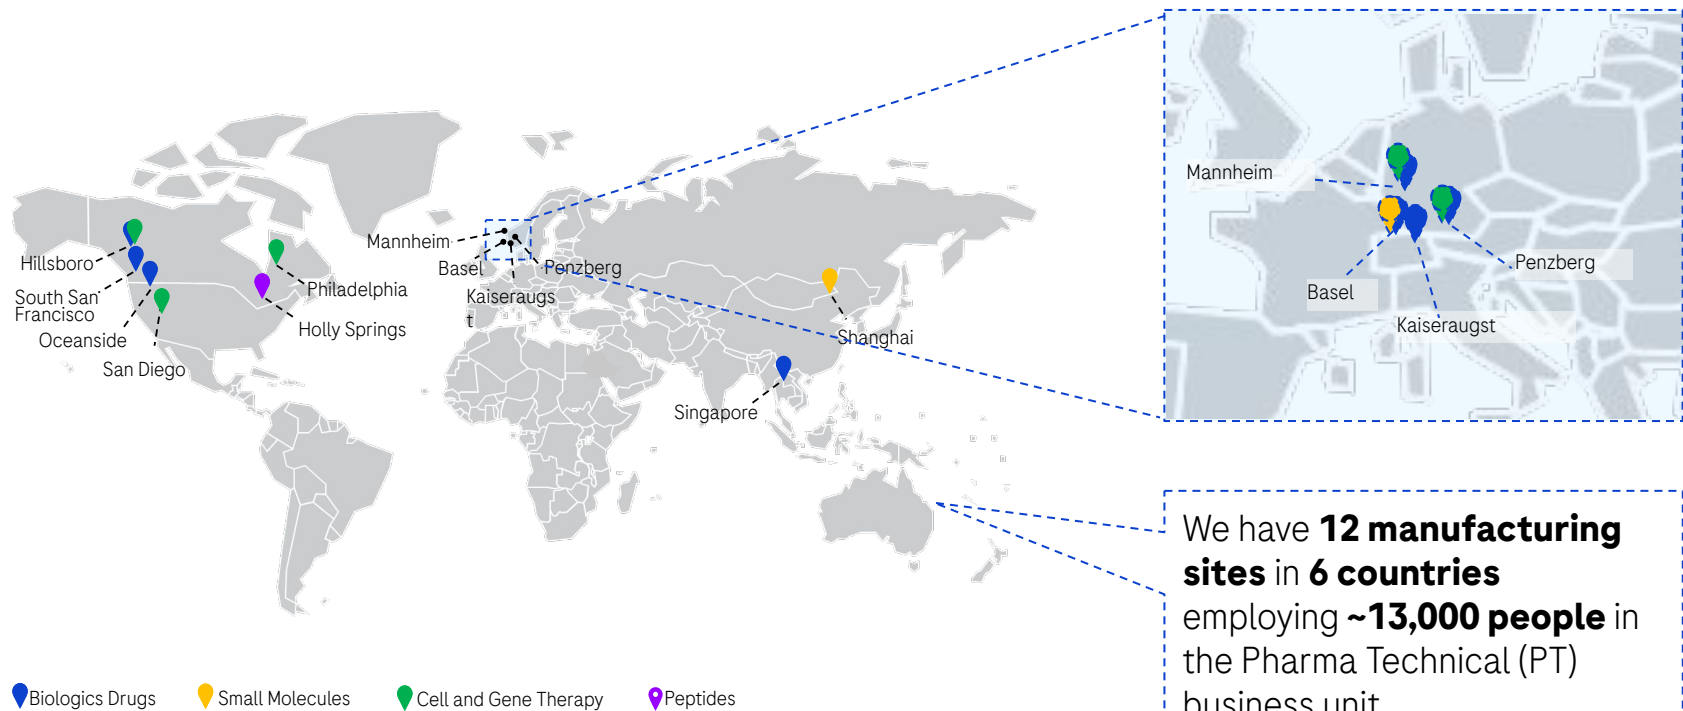 Hillsboro
South San
Francisco
Oceanside
San Diego
Philadelphia
Holly Springs
Mannheim
Basel
Kaiseraugs
t
Penzberg
Shanghai
Singapore
Mannheim
Basel
Penzberg
Kaiseraugst
We have 12 manufacturing
sites in 6 countries
employing ~13,000 people in
the Pharma Technical (PT)
business unit
Biologics Drugs
Small Molecules
Cell and Gene Therapy
Peptides